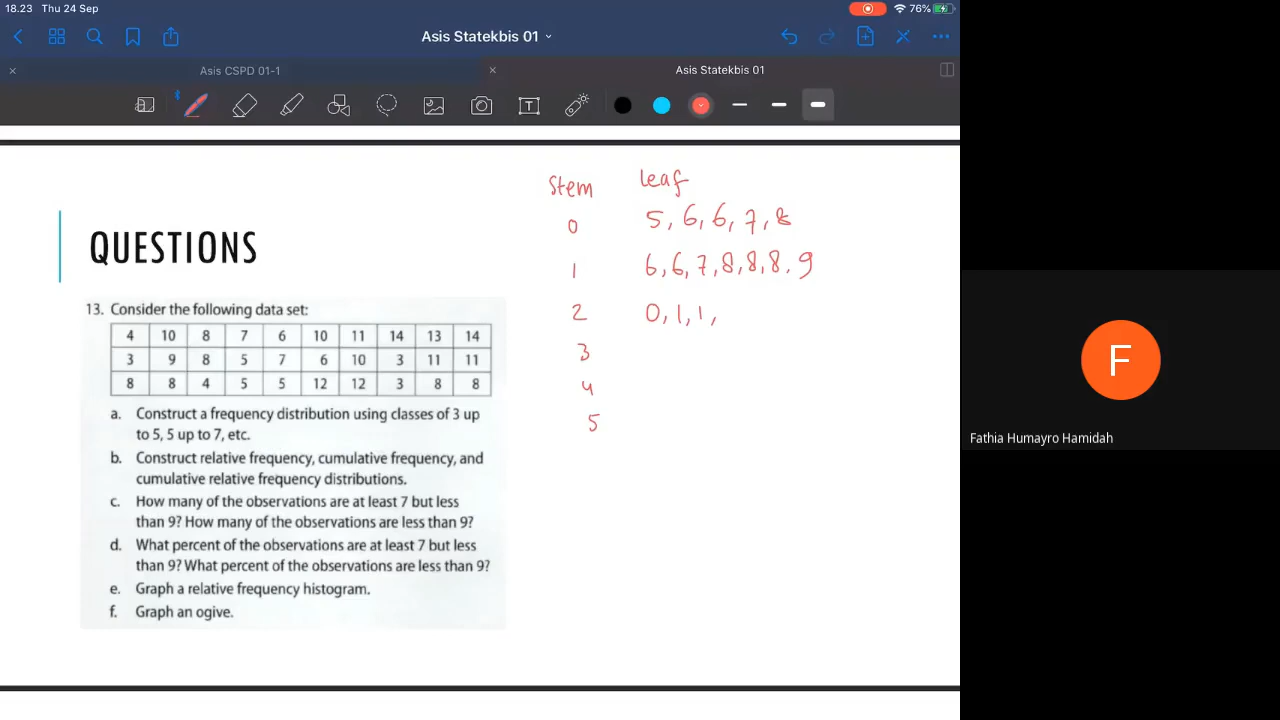 18.23 Thu 24 Sep
76%
Asis Statekbis 01
Asis CSPD 01-1
Asis Statekbis 01
T
QUESTIONS
13. Consider the following data set:
4 10 8 7 6 10 11 14 13 14
3 9 8 5 7 6 10 3 11 11
8 8 4 5 5 12 12 3 8 8
a. Construct a frequency distribution using classes of 3 up
to 5, 5 up to 7, etc.
b. Construct relative frequency, cumulative frequency, and
cumulative relative frequency distributions.
c. How many of the observations are at least 7 but less
than 9? How many of the observations are less than 9?
d. What percent of the observations are at least 7 but less
than 9? What percent of the observations are less than 9?
e. Graph a relative frequency histogram.
f. Graph an ogive.
Stem leaf
0 5, 6, 6, 7, 8
1 6, 6, 7, 8, 8, 8, 9
2 0, 1, 1,
3
4
5
F
Fathia Humayro Hamidah